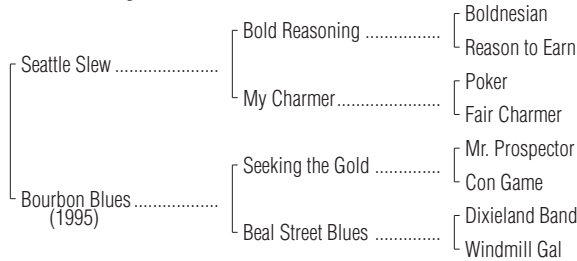 Boldnesian
Bold Reasoning ................
Reason to Earn
Seattle Slew .....................
Poker
My Charmer.....................
Fair Charmer
Mr. Prospector
Seeking the Gold ..............
Con Game
Bourbon Blues .................
(1995)
Dixieland Band
Beal Street Blues ..............
Windmill Gal